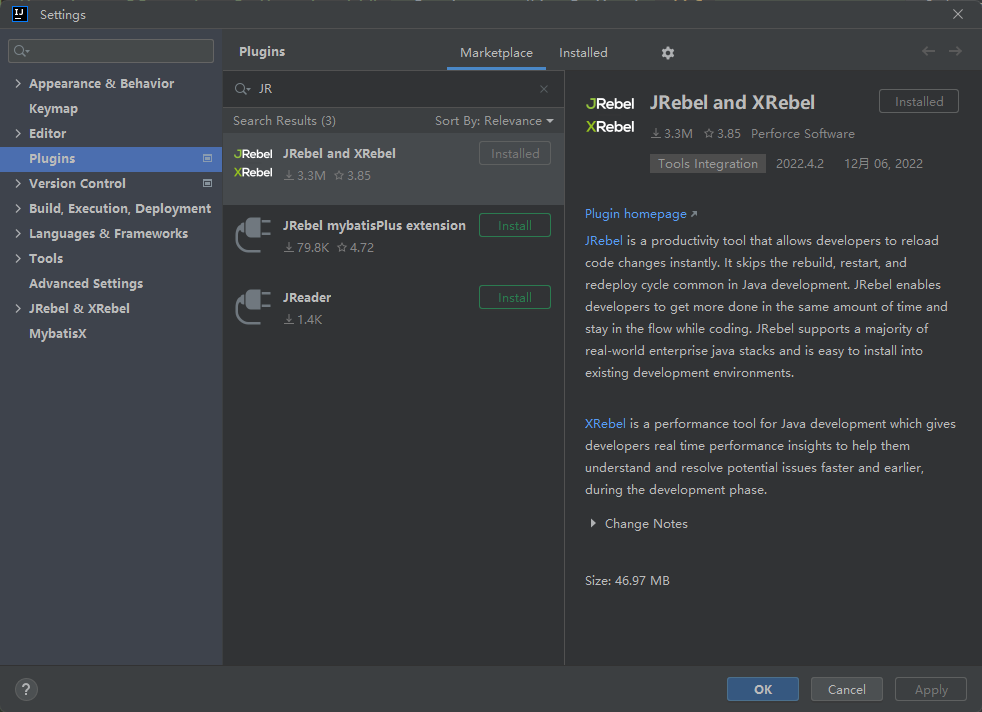 IJ
Settings
Appearance & Behavior
Keymap
Editor
Plugins
Version Control
Build, Execution, Deployment
Languages & Frameworks
Tools
Advanced Settings
JRebel & XRebel
MybatisX
Plugins
Marketplace
Installed
JR
Search Results (3)
Sort By: Relevance
JRebel
XRebel
JRebel and XRebel
3.3M
3.85
Installed
JRebel mybatisPlus extension
79.8K
4.72
Install
JReader
1.4K
Install
JRebel
XRebel
JRebel and XRebel
Installed
3.3M
3.85
Perforce Software
Tools Integration
2022.4.2
12月 06, 2022
Plugin homepage
JRebel is a productivity tool that allows developers to reload
code changes instantly. It skips the rebuild, restart, and
redeploy cycle common in Java development. JRebel enables
developers to get more done in the same amount of time and
stay in the flow while coding. JRebel supports a majority of
real-world enterprise java stacks and is easy to install into
existing development environments.
XRebel is a performance tool for Java development which gives
developers real time performance insights to help them
understand and resolve potential issues faster and earlier,
during the development phase.
Change Notes
Size: 46.97 MB
?
OK
Cancel
Apply